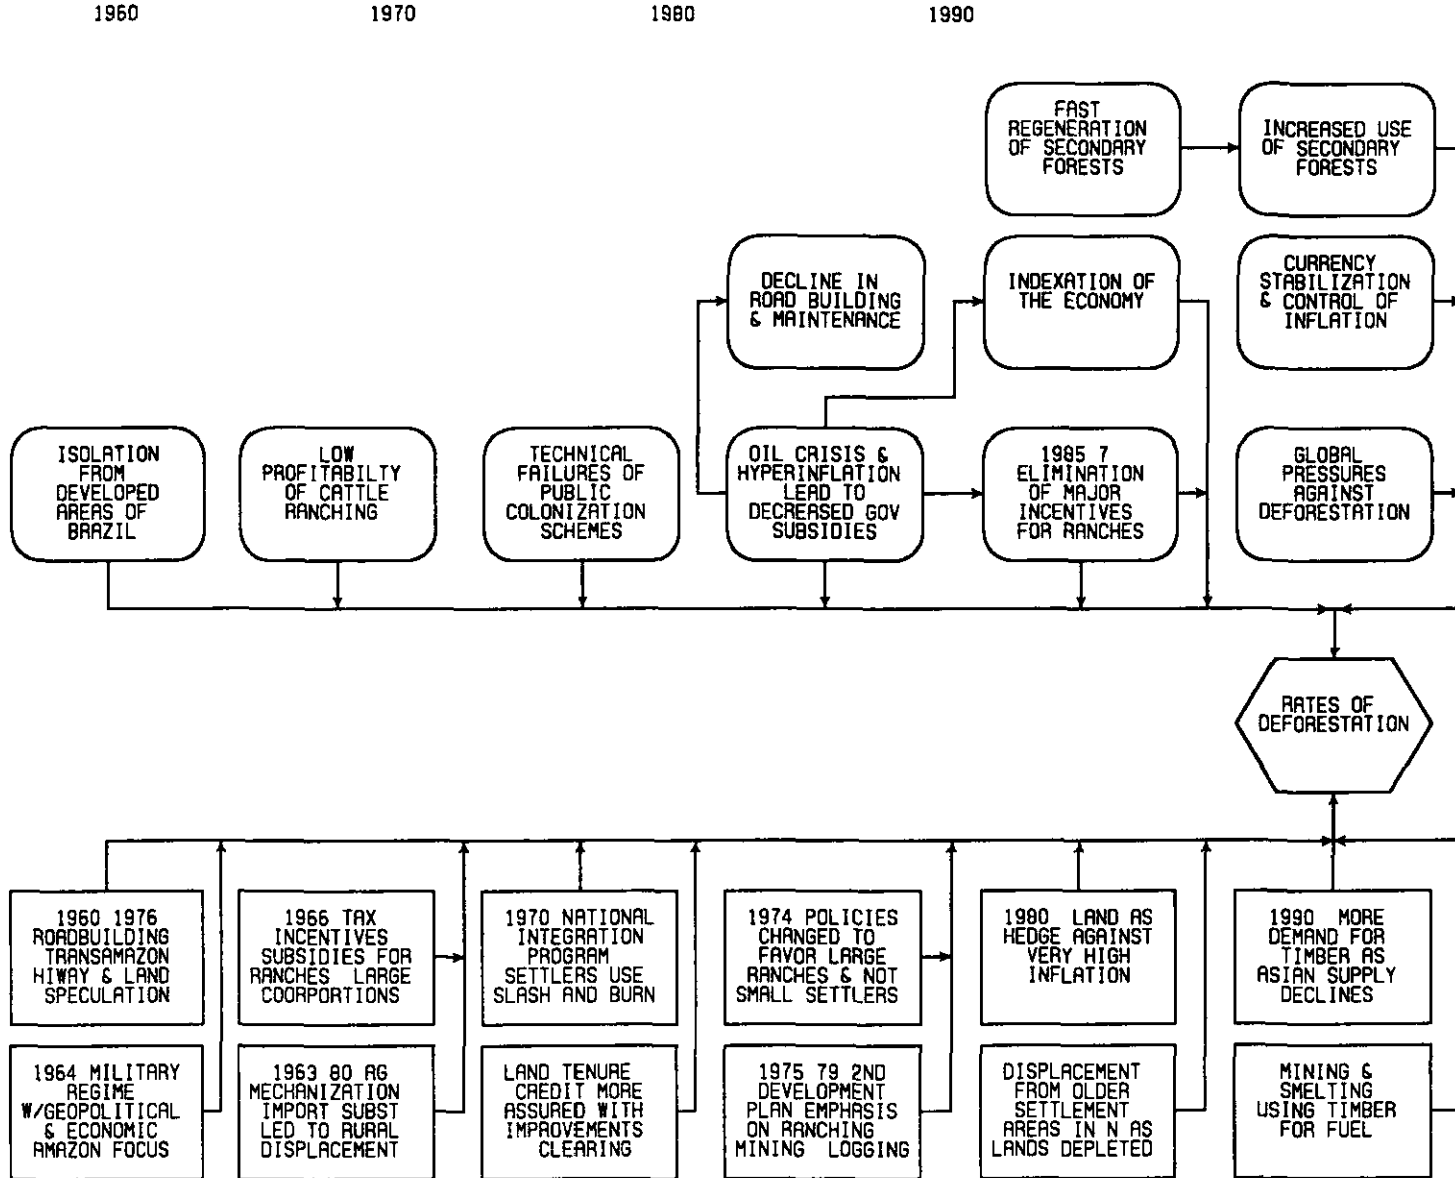 1960 1970 1980 1990
FAST
REGENERATION
OF SECONDARY
FORESTS
INCREASED USE
OF SECONDARY
FORESTS
DECLINE IN
ROAD BUILDING
& MAINTENANCE
INDEXATION OF
THE ECONOMY
CURRENCY
STABILIZATION
& CONTROL OF
INFLATION
ISOLATION
FROM
DEVELOPED
AREAS OF
BRAZIL
LOW
PROFITABILTY
OF CATTLE
RANCHING
TECHNICAL
FAILURES OF
PUBLIC
COLONIZATION
SCHEMES
OIL CRISIS &
HYPERINFLATION
LEAD TO
DECREASED GOV
SUBSIDIES
1985 7
ELIMINATION
OF MAJOR
INCENTIVES
FOR RANCHES
GLOBAL
PRESSURES
AGAINST
DEFORESTATION
RATES OF
DEFORESTATION
1960 1976
ROADBUILDING
TRANSAMAZON
HIWAY & LAND
SPECULATION
1966 TAX
INCENTIVES
SUBSIDIES FOR
RANCHES LARGE
COORPORTIONS
1970 NATIONAL
INTEGRATION
PROGRAM
SETTLERS USE
SLASH AND BURN
1974 POLICIES
CHANGED TO
FAVOR LARGE
RANCHES & NOT
SMALL SETTLERS
1980 LAND AS
HEDGE AGAINST
VERY HIGH
INFLATION
1990 MORE
DEMAND FOR
TIMBER AS
ASIAN SUPPLY
DECLINES
1964 MILITARY
REGIME
W/GEOPOLITICAL
& ECONOMIC
AMAZON FOCUS
1963 80 AG
MECHANIZATION
IMPORT SUBST
LED TO RURAL
DISPLACEMENT
LAND TENURE
CREDIT MORE
ASSURED WITH
IMPROVEMENTS
CLEARING
1975 79 2ND
DEVELOPMENT
PLAN EMPHASIS
ON RANCHING
MINING LOGGING
DISPLACEMENT
FROM OLDER
SETTLEMENT
AREAS IN N AS
LANDS DEPLETED
MINING &
SMELTING
USING TIMBER
FOR FUEL